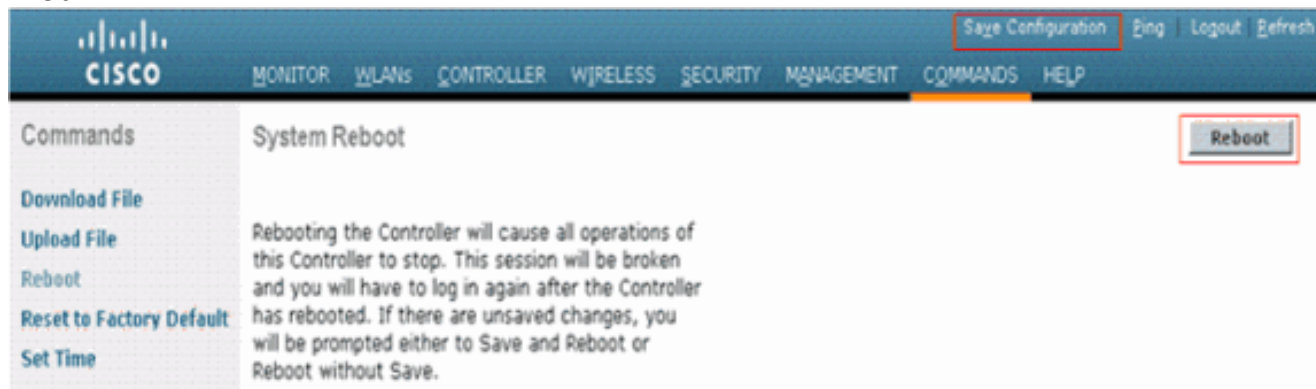 Save Configuration | Ping | Logout | Refresh
CISCO
MONITOR WLANs CONTROLLER WIRELESS SECURITY MANAGEMENT COMMANDS HELP
Commands
System Reboot
Reboot
Download File
Upload File
Reboot
Reset to Factory Default
Set Time
Rebooting the Controller will cause all operations of
this Controller to stop. This session will be broken
and you will have to log in again after the Controller
has rebooted. If there are unsaved changes, you
will be prompted either to Save and Reboot or
Reboot without Save.